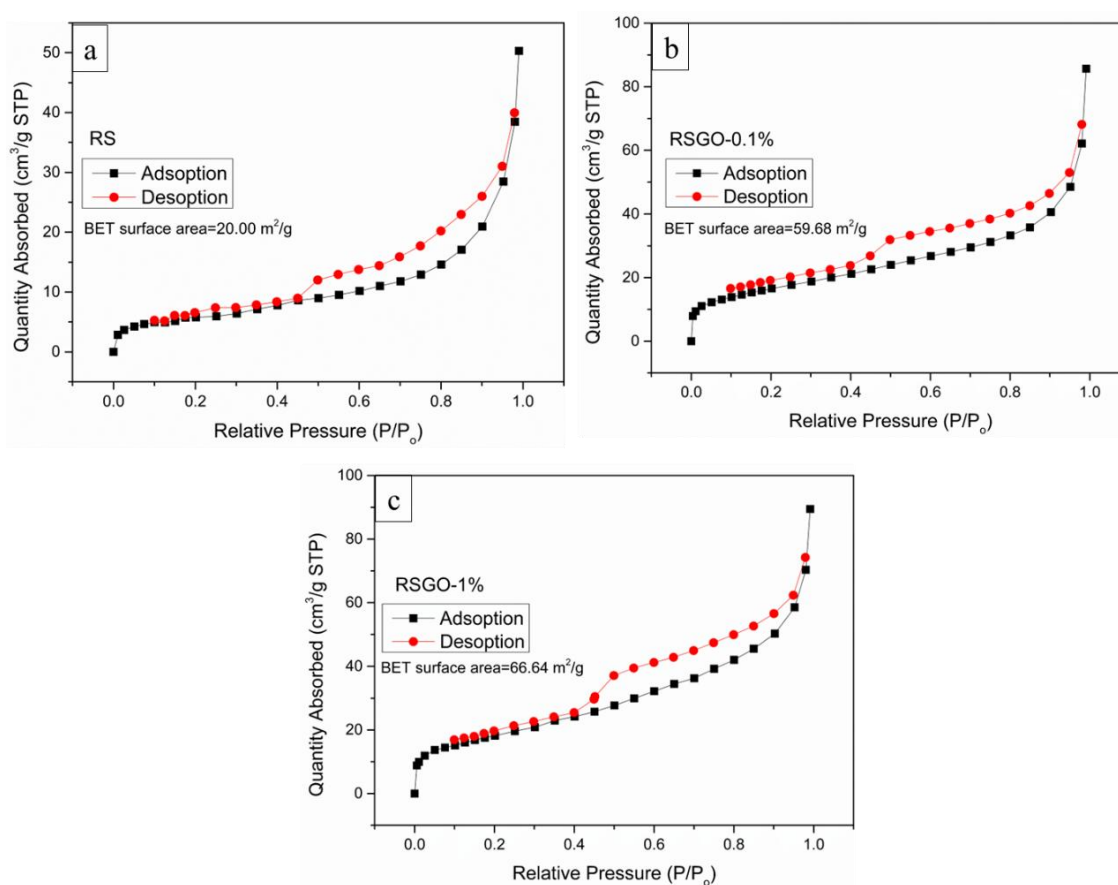 a
RS
Adsoption
Desoption
BET surface area=20.00 m²/g
Quantity Absorbed (cm³/g STP)
50
40
30
20
10
0
0.0 0.2 0.4 0.6 0.8 1.0
Relative Pressure (P/Pₒ)
b
RSGO-0.1%
Adsoption
Desoption
BET surface area=59.68 m²/g
Quantity Absorbed (cm³/g STP)
100
80
60
40
20
0
0.0 0.2 0.4 0.6 0.8 1.0
Relative Pressure (P/Pₒ)
c
RSGO-1%
Adsoption
Desoption
BET surface area=66.64 m²/g
Quantity Absorbed (cm³/g STP)
100
80
60
40
20
0
0.0 0.2 0.4 0.6 0.8 1.0
Relative Pressure (P/Pₒ)